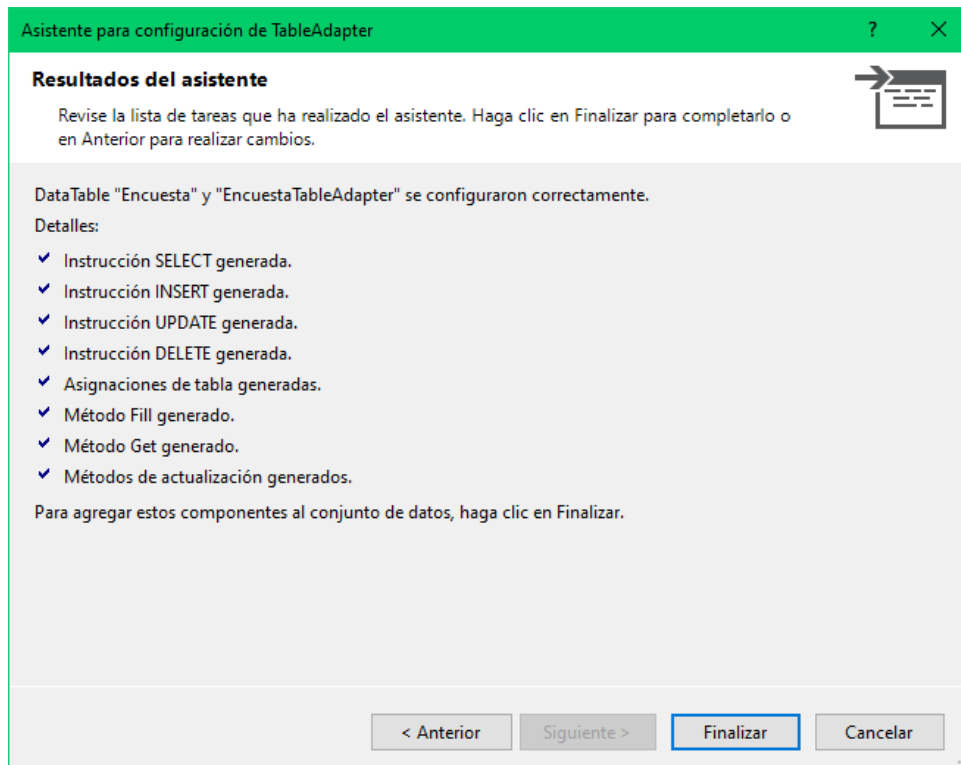 Asistente para configuración de TableAdapter
?
Resultados del asistente
Revise la lista de tareas que ha realizado el asistente. Haga clic en Finalizar para completarlo o
en Anterior para realizar cambios.
DataTable "Encuesta" y "EncuestaTableAdapter" se configuraron correctamente.
Detalles:
Instrucción SELECT generada.
Instrucción INSERT generada.
Instrucción UPDATE generada.
Instrucción DELETE generada.
Asignaciones de tabla generadas.
Método Fill generado.
Método Get generado.
Métodos de actualización generados.
Para agregar estos componentes al conjunto de datos, haga clic en Finalizar.
< Anterior
Siguiente >
Finalizar
Cancelar